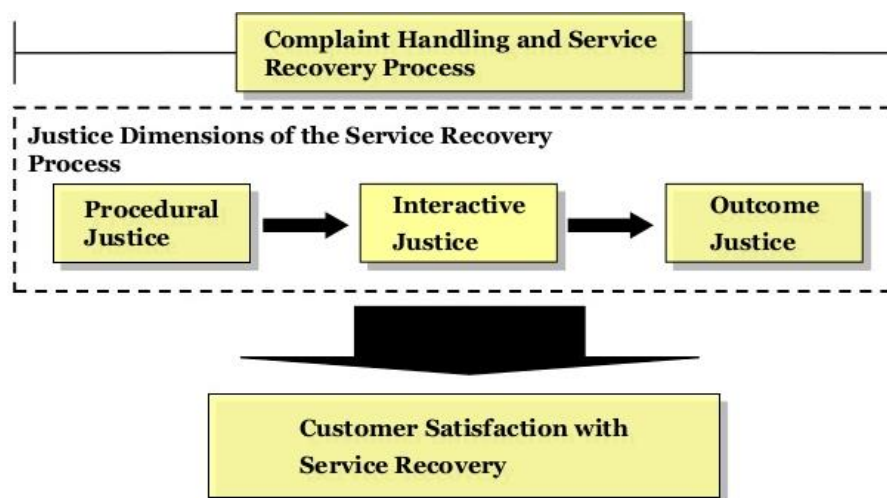 Complaint Handling and Service
Recovery Process
Justice Dimensions of the Service Recovery
Process
Procedural
Justice
Interactive
Justice
Outcome
Justice
Customer Satisfaction with
Service Recovery